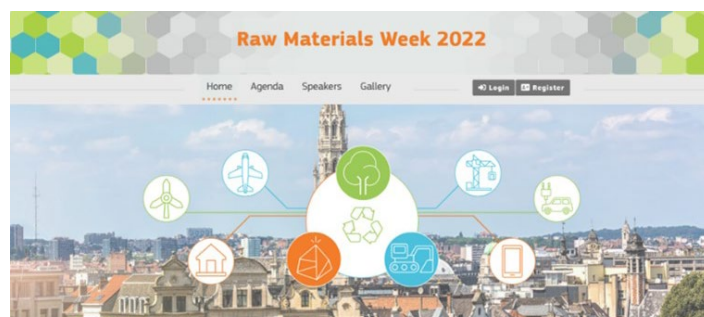 Raw Materials Week 2022
Home Agenda Speakers Gallery Login Register